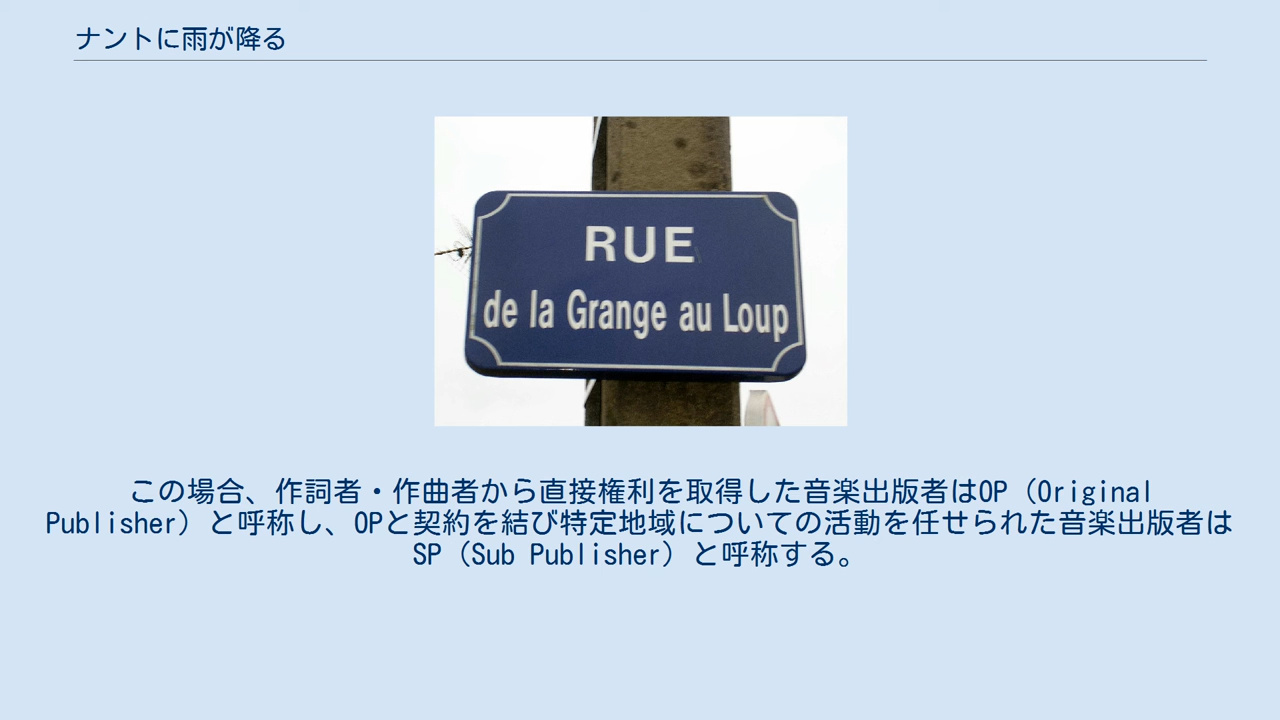 ナントに雨が降る
RUE
de la Grange au Loup
この場合、作詞者・作曲者から直接権利を取得した音楽出版者はOP（Original
Publisher）と呼称し、OPと契約を結び特定地域についての活動を任せられた音楽出版者は
SP（Sub Publisher）と呼称する。